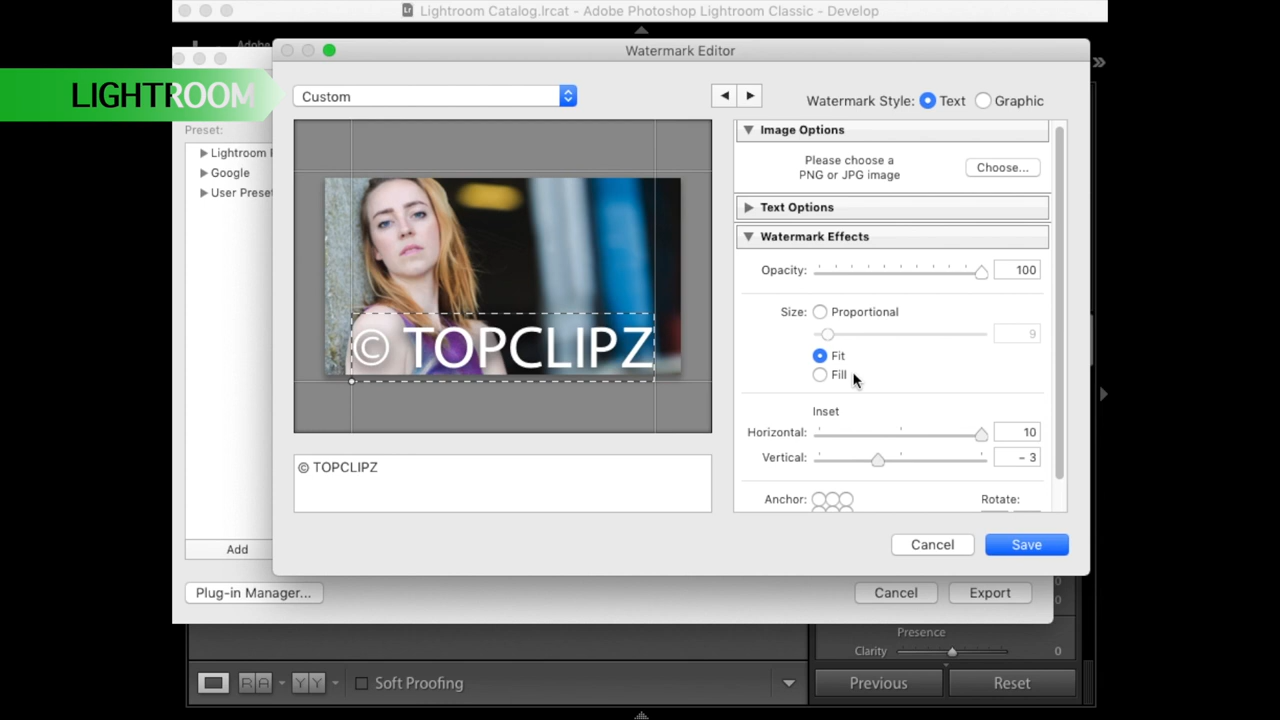 Lightroom Catalog.lrcat - Adobe Photoshop Lightroom Classic - Develop
Watermark Editor
LIGHTROOM
Custom
Watermark Style: Text Graphic
Preset:
Lightroom
Google
User Preset
Image Options
Please choose a
PNG or JPG image
Choose...
Text Options
Watermark Effects
Opacity: 100
Size: Proportional
9
Fit
Fill
Inset
Horizontal: 10
Vertical: – 3
Anchor: Rotate:
© TOPCLIPZ
© TOPCLIPZ
Cancel Save
Add
Plug-in Manager...
Cancel Export
Presence
Clarity 0
RA YY Soft Proofing
Previous Reset